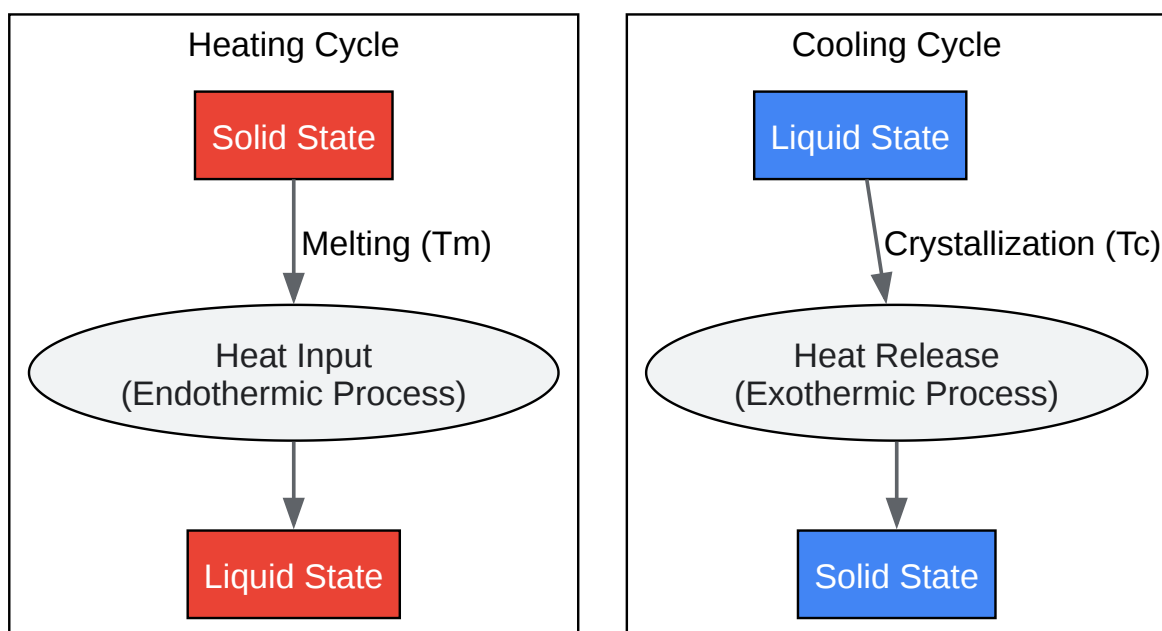 Heating Cycle
Solid State
Melting (Tm)
Heat Input
(Endothermic Process)
Liquid State
Cooling Cycle
Liquid State
Crystallization (Tc)
Heat Release
(Exothermic Process)
Solid State